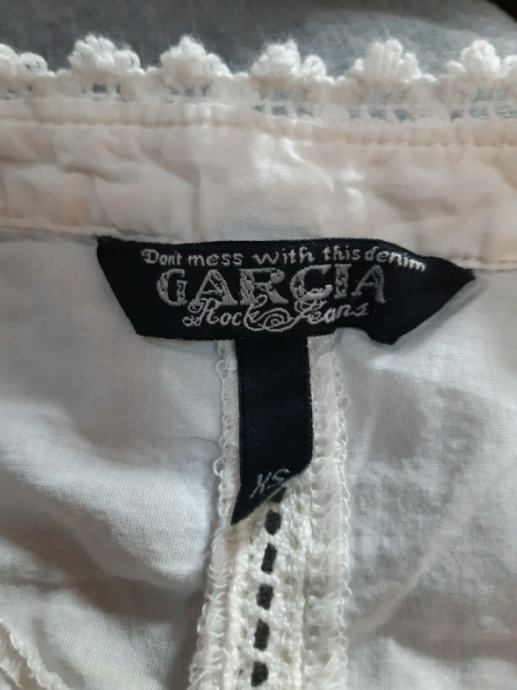 Don't mess with this denim
GARCIA
Rock Jeans
XS